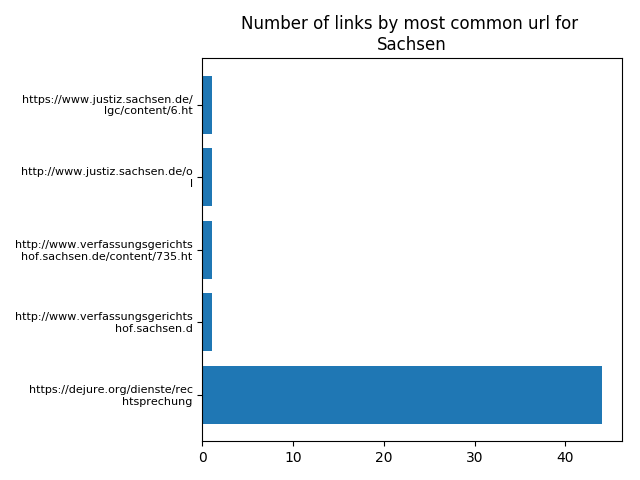 Number of links by most common url for
Sachsen
https://www.justiz.sachsen.de/
lgc/content/6.ht
http://www.justiz.sachsen.de/o
l
http://www.verfassungsgerichts
hof.sachsen.de/content/735.ht
http://www.verfassungsgerichts
hof.sachsen.d
https://dejure.org/dienste/rec
htsprechung
0 10 20 30 40